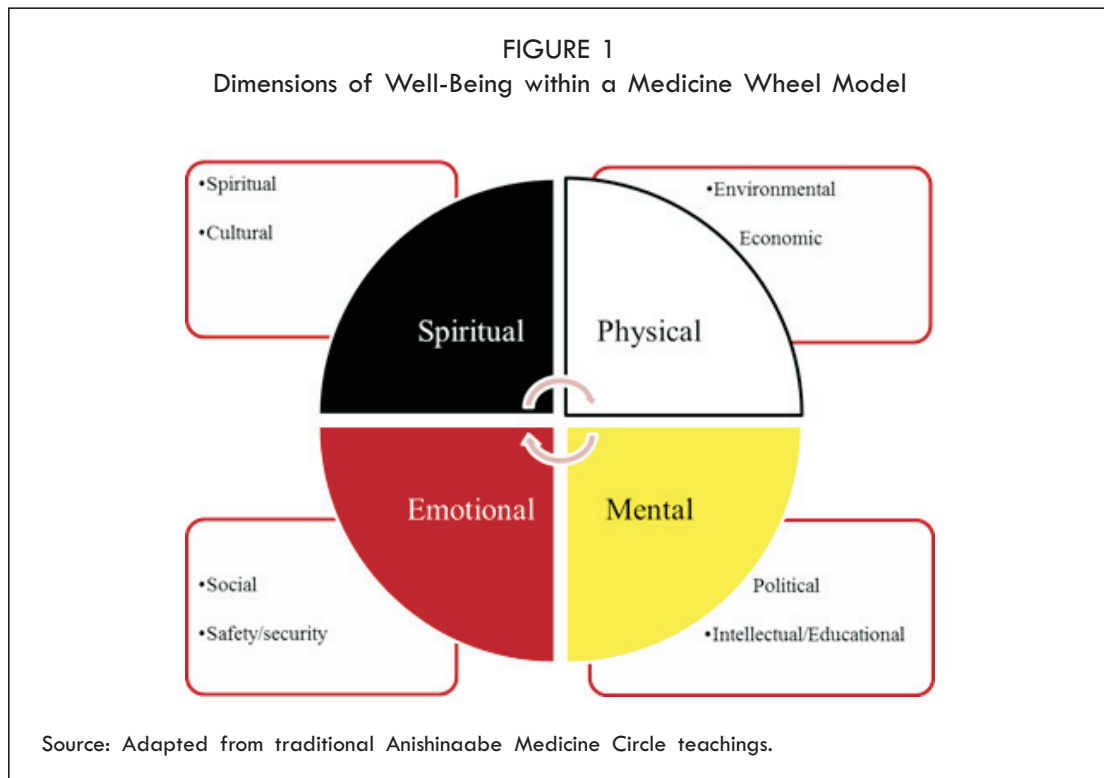 FIGURE 1
Dimensions of Well-Being within a Medicine Wheel Model
•Spiritual
•Cultural
•Environmental
Economic
Spiritual
Physical
Emotional
Mental
•Social
•Safety/security
Political
•Intellectual/Educational
Source: Adapted from traditional Anishinaabe Medicine Circle teachings.